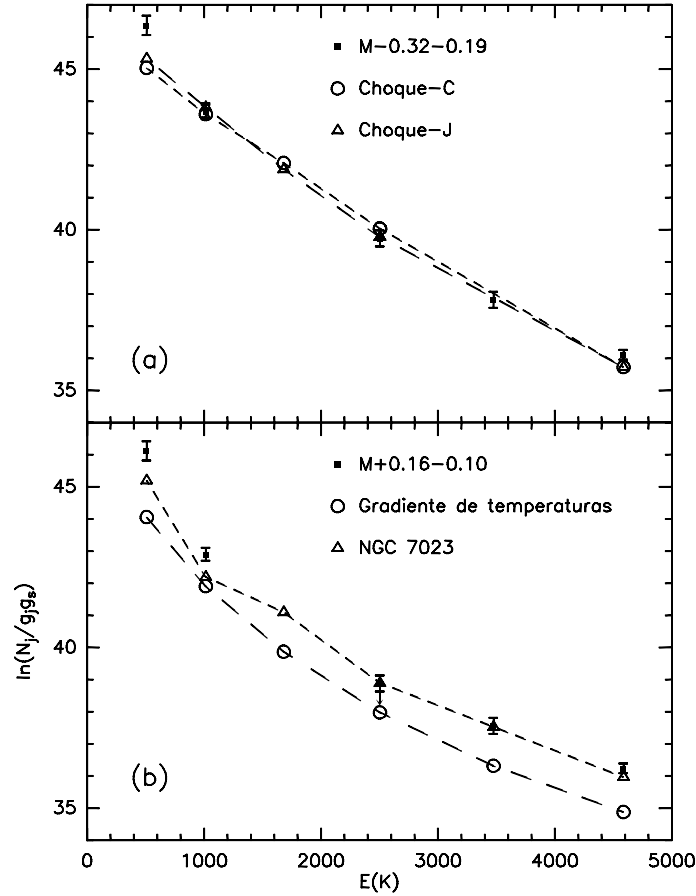 M−0.32−0.19
45
Choque−C
Choque−J
40
(a)
35
M+0.16−0.10
45
Gradiente de temperaturas
NGC 7023
ln(Nj/gjgs)
40
(b)
35
0 1000 2000 3000 4000 5000
E(K)